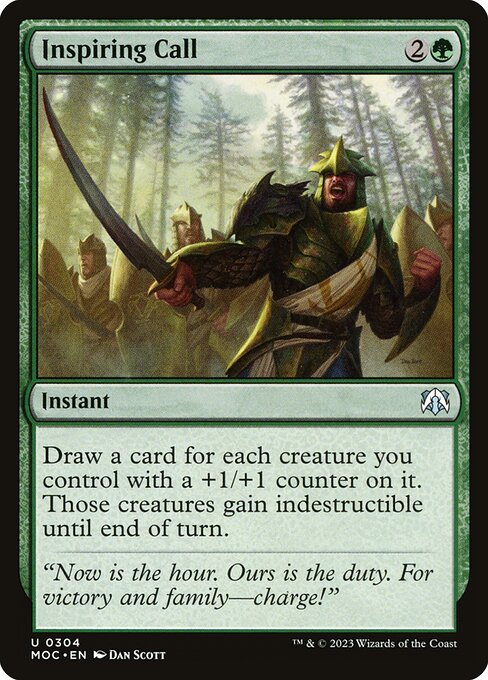 Inspiring Call 2
Instant
Draw a card for each creature you
control with a +1/+1 counter on it.
Those creatures gain indestructible
until end of turn.
“Now is the hour. Ours is the duty. For
victory and family—charge!”
U 0304
MOC • EN Dan Scott
™ & © 2023 Wizards of the Coast